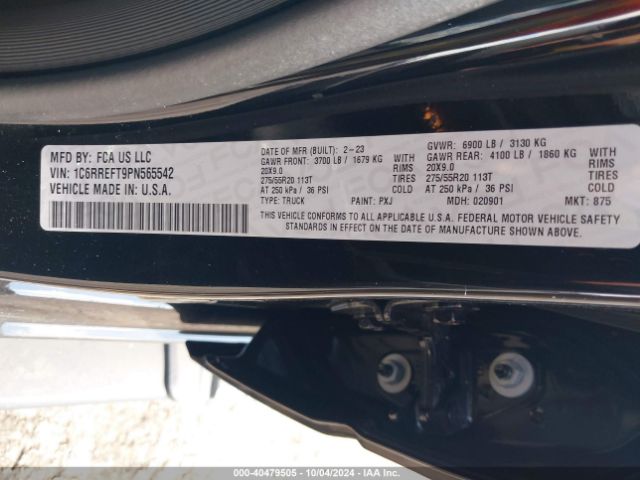 MFD BY: FCA US LLC
VIN: 1C6RREFT9PN565542
VEHICLE MADE IN U.S.A.
DATE OF MFR (BUILT): 2-23
GAWR FRONT: 3700 LB / 1679 KG
20X9.0
275/55R20 113T
AT 250 kPa / 36 PSI
TYPE: TRUCK
WITH
RIMS
TIRES
COLD
PAINT: PXJ
GVWR: 6900 LB / 3130 KG
GAWR REAR: 4100 LB / 1860 KG
20X9.0
275/55R20 113T
AT 250 kPa / 36 PSI
MDH: 020901
WITH
RIMS
TIRES
COLD
MKT: 875
THIS VEHICLE CONFORMS TO ALL APPLICABLE U.S.A. FEDERAL MOTOR VEHICLE SAFETY
STANDARDS IN EFFECT ON THE DATE OF MANUFACTURE SHOWN ABOVE.
000-40479505 - 10/04/2024 - IAA Inc.